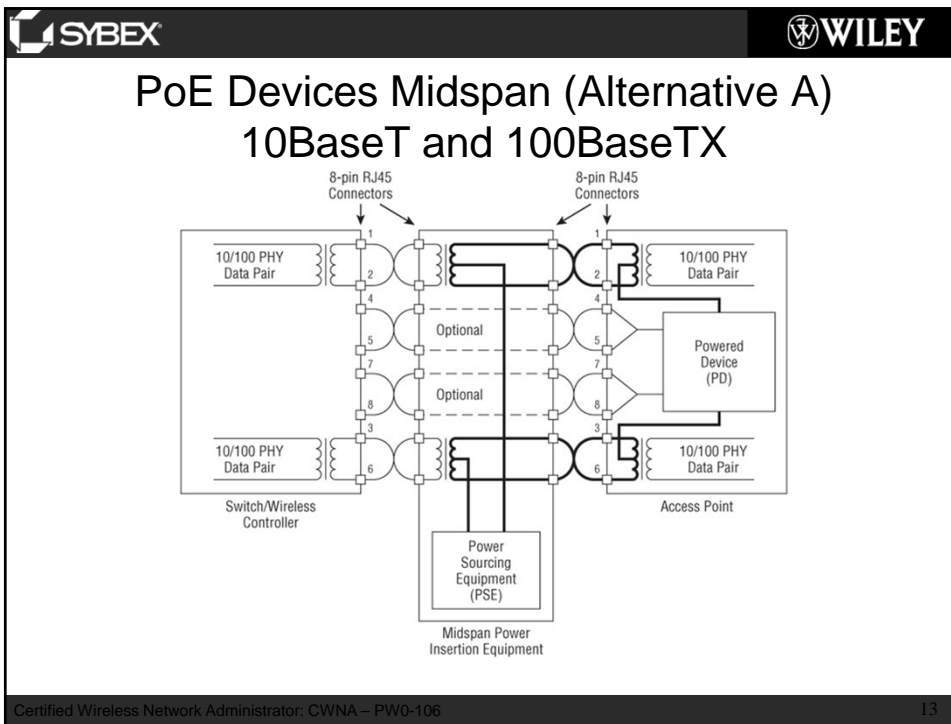 SYBEX
WILEY
PoE Devices Midspan (Alternative A)
10BaseT and 100BaseTX
8-pin RJ45
Connectors
8-pin RJ45
Connectors
10/100 PHY
Data Pair
1
2
4
5
7
8
3
6
10/100 PHY
Data Pair
Switch/Wireless
Controller
Optional
Optional
Power
Sourcing
Equipment
(PSE)
Midspan Power
Insertion Equipment
1
2
4
5
7
8
3
6
10/100 PHY
Data Pair
Powered
Device
(PD)
10/100 PHY
Data Pair
Access Point
Certified Wireless Network Administrator: CWNA – PW0-106
13